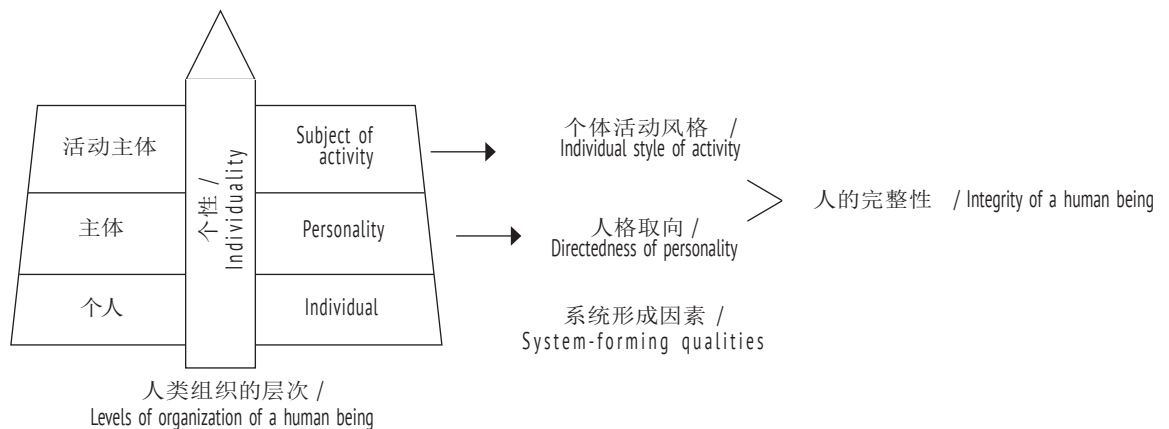 活动主体
Subject of
activity
个体活动风格 /
Individual style of activity
个性 /
Individuality
人的完整性 / Integrity of a human being
主体
Personality
人格取向 /
Directedness of personality
个人
Individual
系统形成因素 /
System-forming qualities
人类组织的层次 /
Levels of organization of a human being